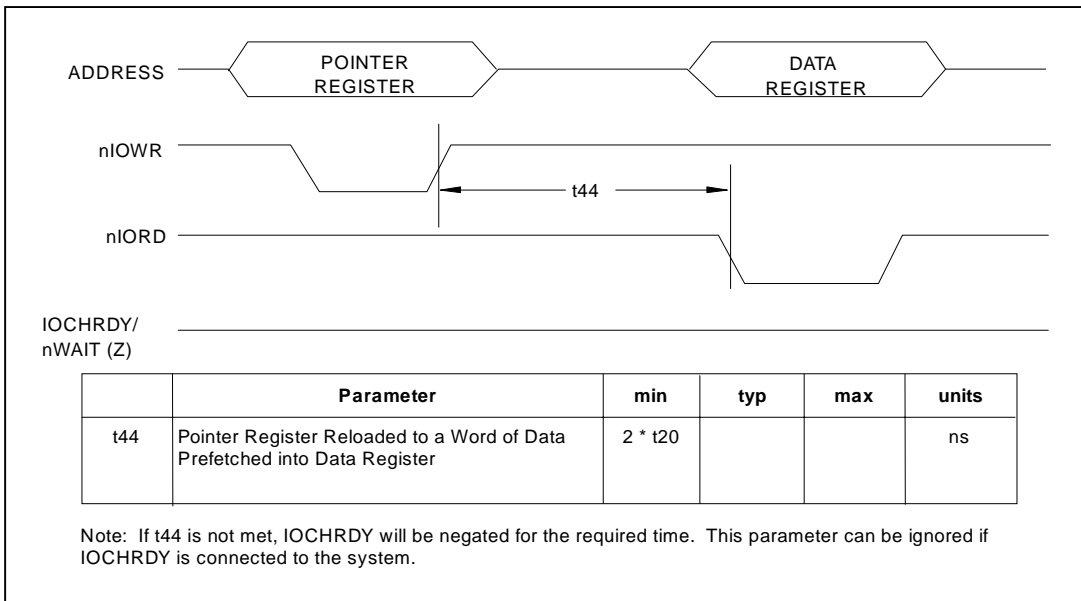 ADDRESS
POINTER
REGISTER
DATA
REGISTER
nIOWR
t44
nIORD
IOCHRDY/
nWAIT (Z)
Parameter min typ max units
t44 Pointer Register Reloaded to a Word of Data 2 * t20 ns
Prefetched into Data Register
Note: If t44 is not met, IOCHRDY will be negated for the required time. This parameter can be ignored if
IOCHRDY is connected to the system.